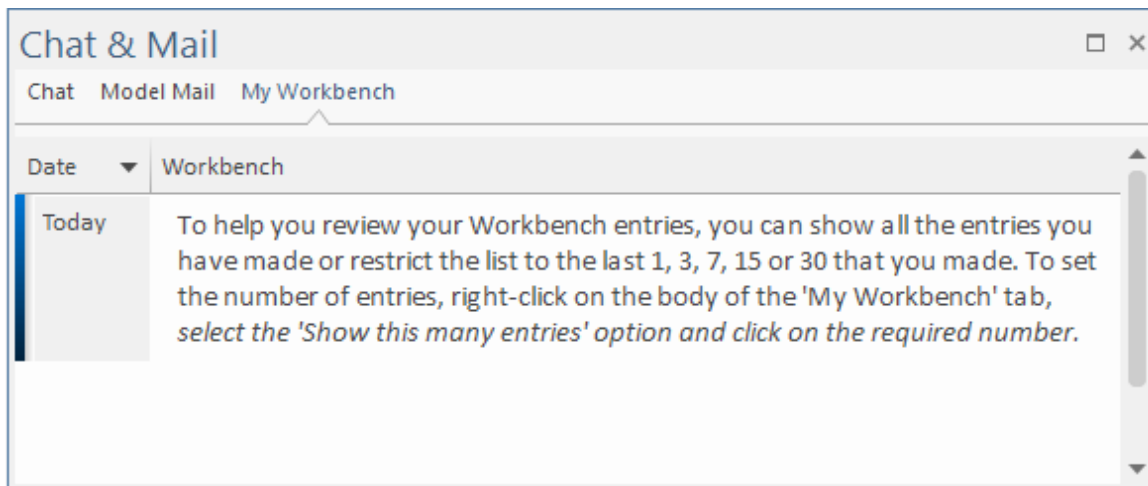 Chat & Mail
Chat Model Mail My Workbench
Date Workbench
Today To help you review your Workbench entries, you can show all the entries you
have made or restrict the list to the last 1, 3, 7, 15 or 30 that you made. To set
the number of entries, right-click on the body of the 'My Workbench' tab,
select the 'Show this many entries' option and click on the required number.